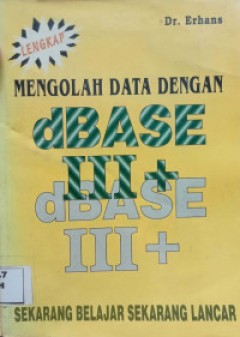 Dr. Erhans
LENGKAP
MENGOLAH DATA DENGAN
dBASE
III +
dBASE
III +
SEKARANG BELAJAR SEKARANG LANCAR